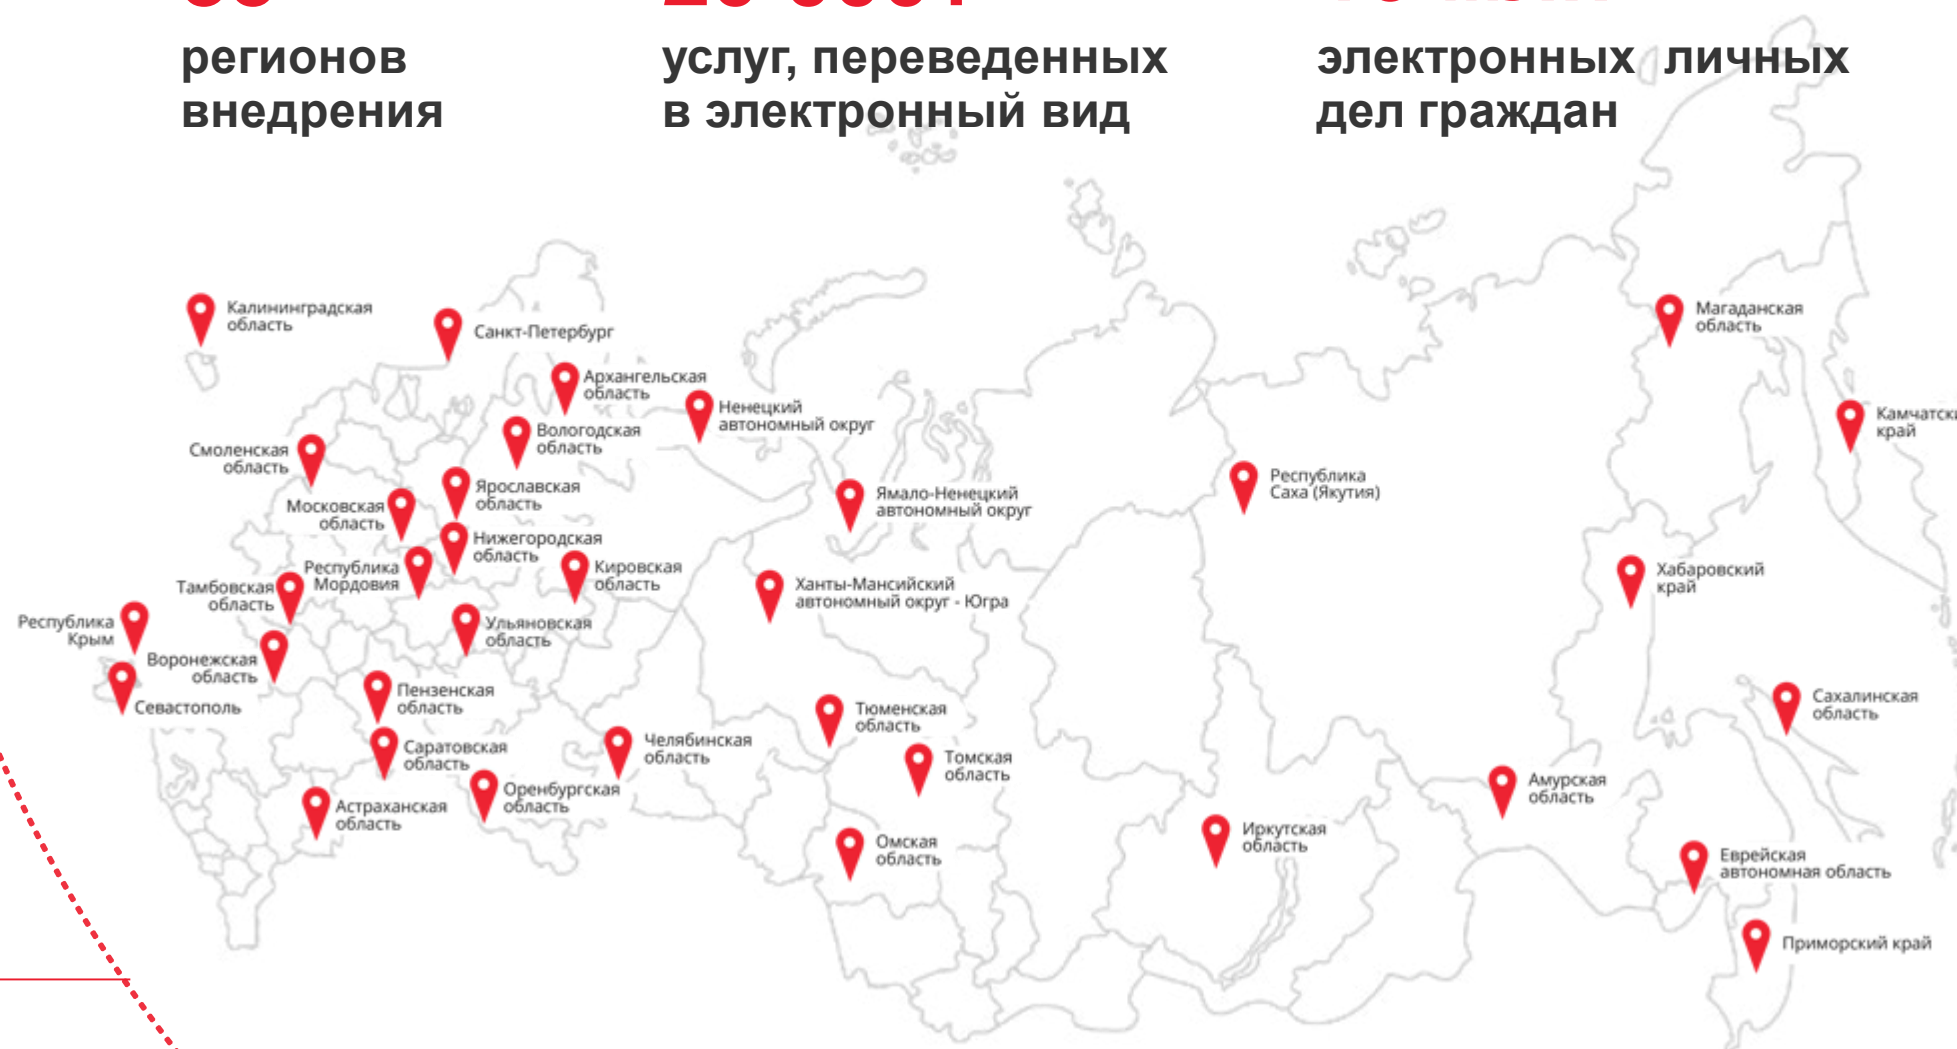 регионов
внедрения
услуг, переведенных
в электронный вид
электронных личных
дел граждан
Калининградская
область
Санкт-Петербург
Архангельская
область
Ненецкий
автономный округ
Вологодская
область
Смоленская
область
Ярославская
область
Московская
область
Нижегородская
область
Республика
Мордовия
Кировская
область
Тамбовская
область
Республика
Крым
Ульяновская
область
Воронежская
область
Севастополь
Пензенская
область
Саратовская
область
Оренбургская
область
Астраханская
область
Челябинская
область
Ямало-Ненецкий
автономный округ
Ханты-Мансийский
автономный округ - Югра
Тюменская
область
Томская
область
Омская
область
Республика
Саха (Якутия)
Иркутская
область
Магаданская
область
край
Хабаровский
край
Сахалинская
область
Амурская
область
Еврейская
автономная область
Приморский край